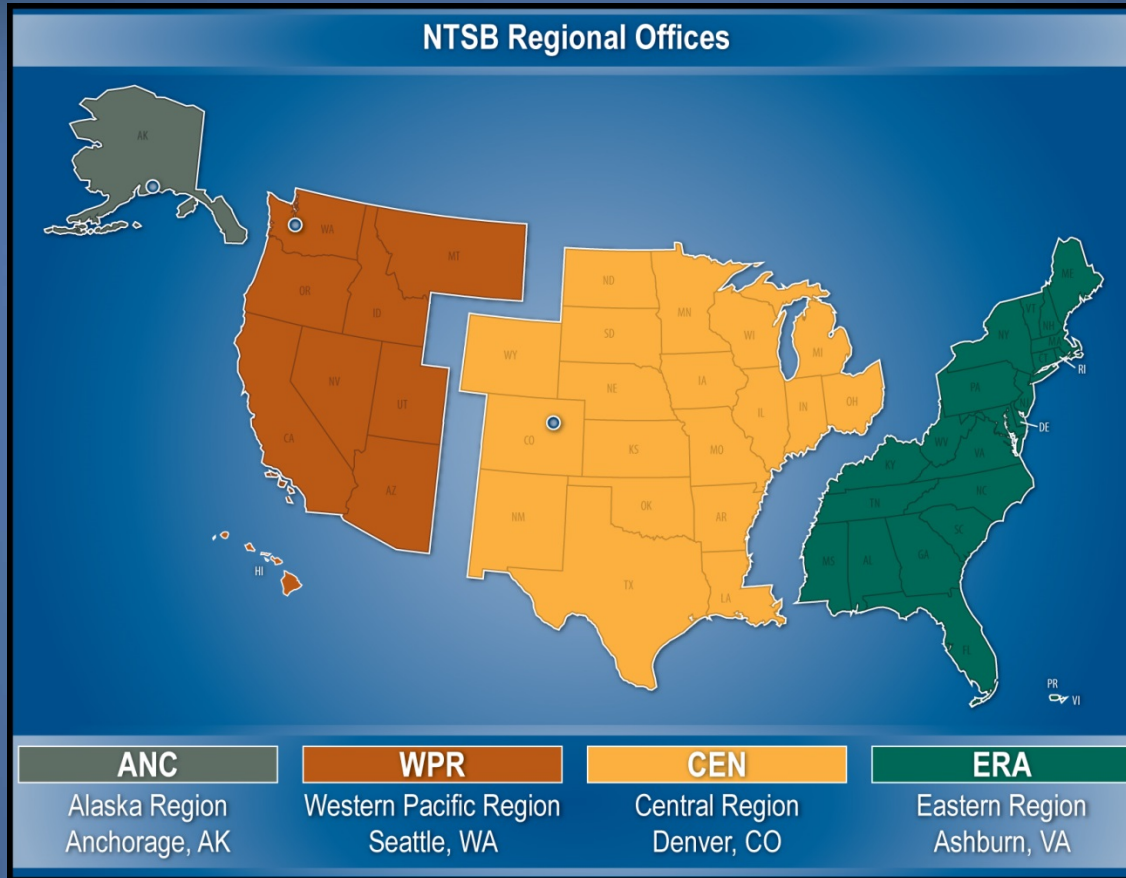 NTSB Regional Offices
AK
WA
MT
OR
ID
NV
UT
CA
AZ
HI
ND
MN
SD
WI
MI
WY
NE
IA
IL
IN
OH
CO
KS
MO
NM
OK
AR
TX
LA
ME
VT
NH
NY
MA
CT
RI
PA
DE
WV
VA
KY
NC
TN
SC
MS
AL
GA
FL
PR
VI
ANC
Alaska Region
Anchorage, AK
WPR
Western Pacific Region
Seattle, WA
CEN
Central Region
Denver, CO
ERA
Eastern Region
Ashburn, VA